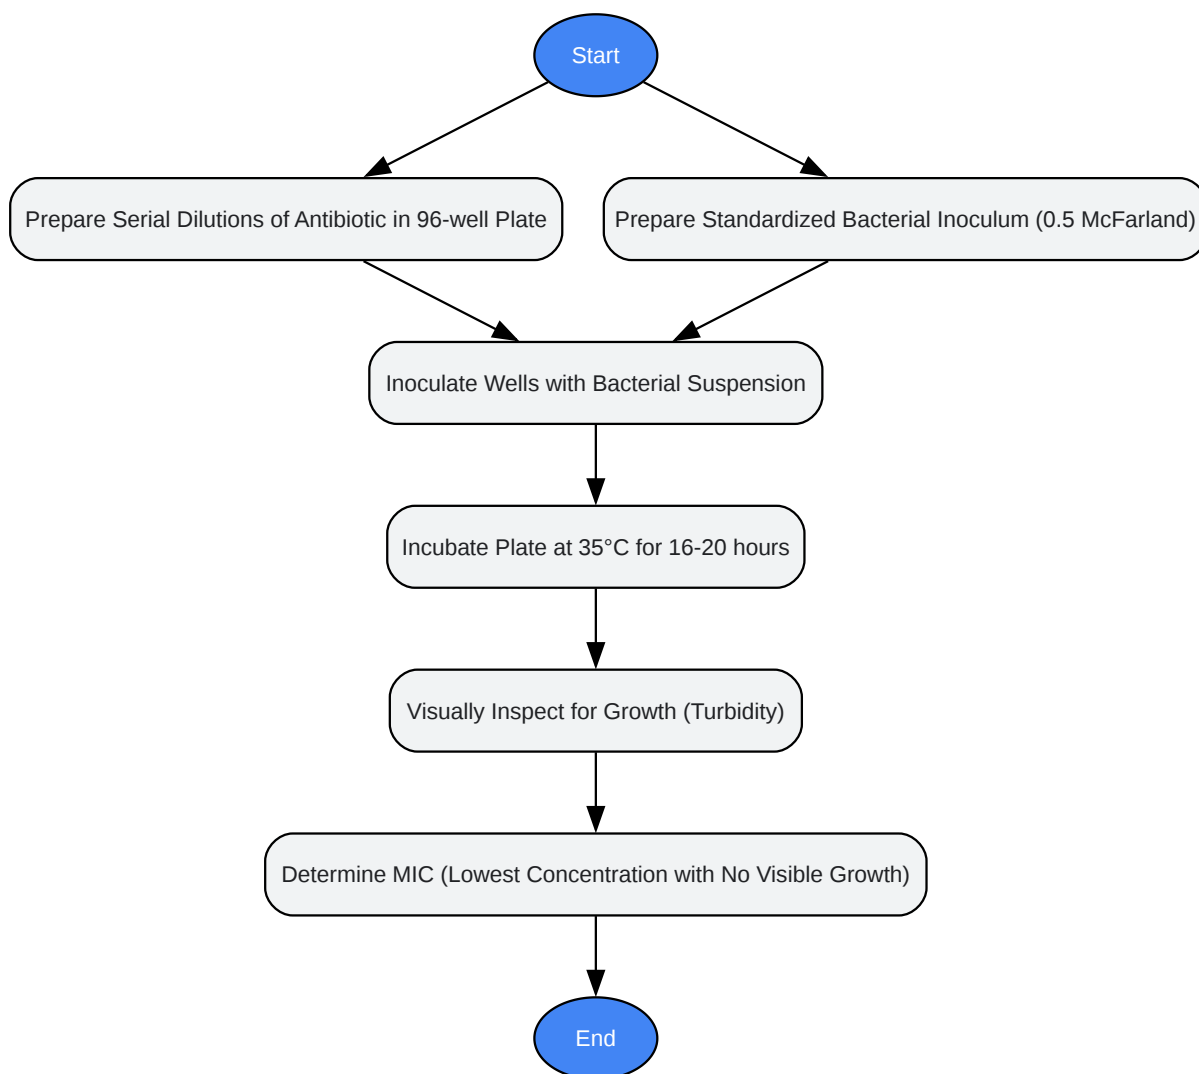 Start
Prepare Serial Dilutions of Antibiotic in 96-well Plate
Prepare Standardized Bacterial Inoculum (0.5 McFarland)
Inoculate Wells with Bacterial Suspension
Incubate Plate at 35°C for 16-20 hours
Visually Inspect for Growth (Turbidity)
Determine MIC (Lowest Concentration with No Visible Growth)
End